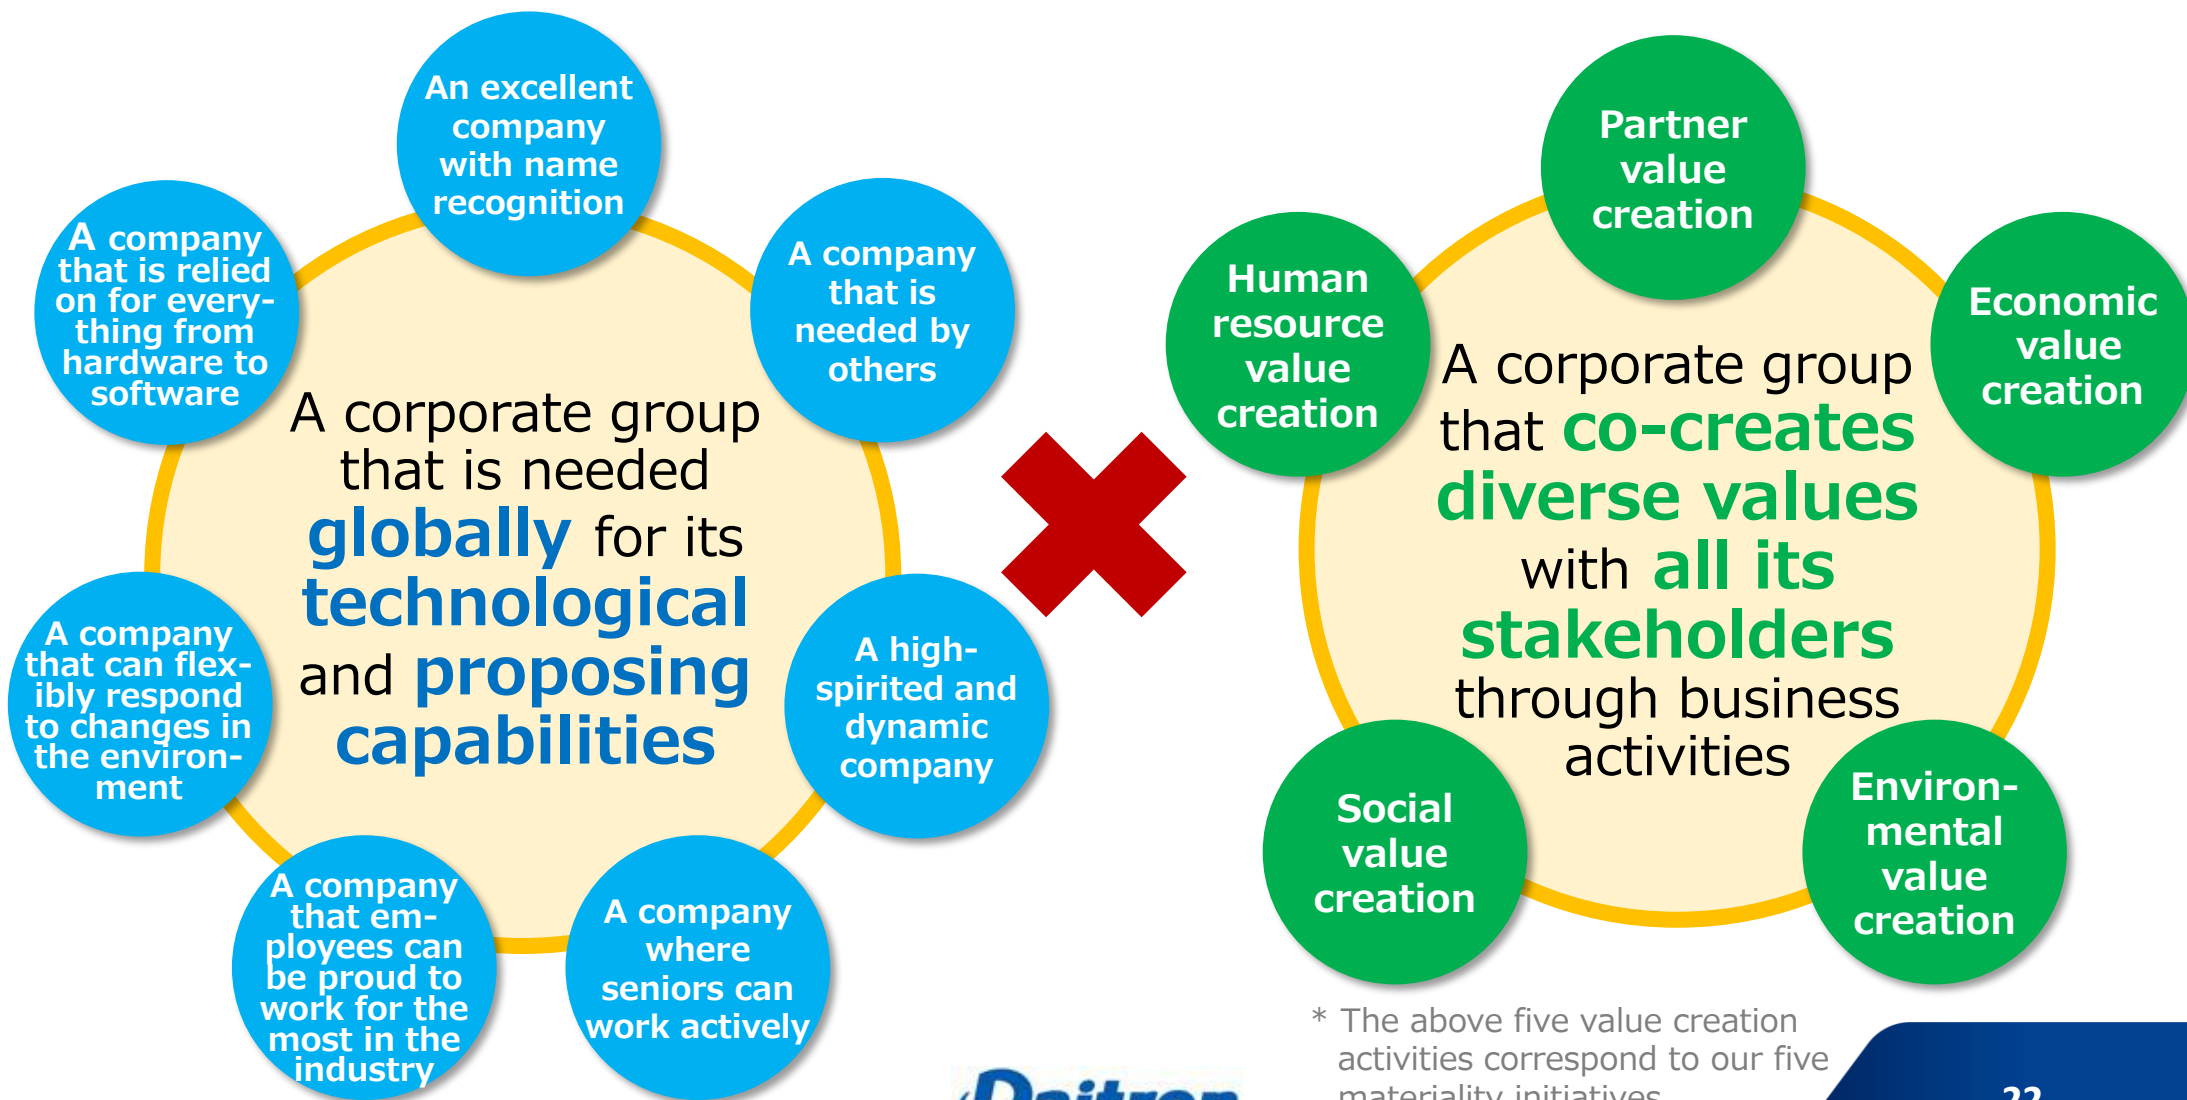 An excellent
company
with name
recognition
A company
that is
needed by
others
A high-
spirited and
dynamic
company
A company
where
seniors can
work actively
A company
that em-
ployees can
be proud to
work for the
most in the
industry
A company
that can flex-
ibly respond
to changes in
the environ-
ment
A company
that is relied
on for every-
thing from
hardware to
software
A corporate group
that is needed
globally for its
technological
and proposing
capabilities
Partner
value
creation
Economic
value
creation
Environ-
mental
value
creation
Social
value
creation
Human
resource
value
creation
A corporate group
that co-creates
diverse values
with all its
stakeholders
through business
activities
* The above five value creation
activities correspond to our five
materiality initiatives
Daitron
22